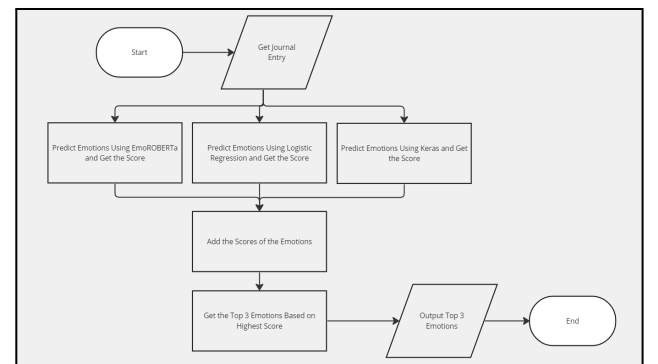 Start
Get Journal
Entry
Predict Emotions Using EmoROBERTa
and Get the Score
Predict Emotions Using Logistic
Regression and Get the Score
Predict Emotions Using Keras and Get
the Score
Add the Scores of the Emotions
Get the Top 3 Emotions Based on
Highest Score
Output Top 3
Emotions
End